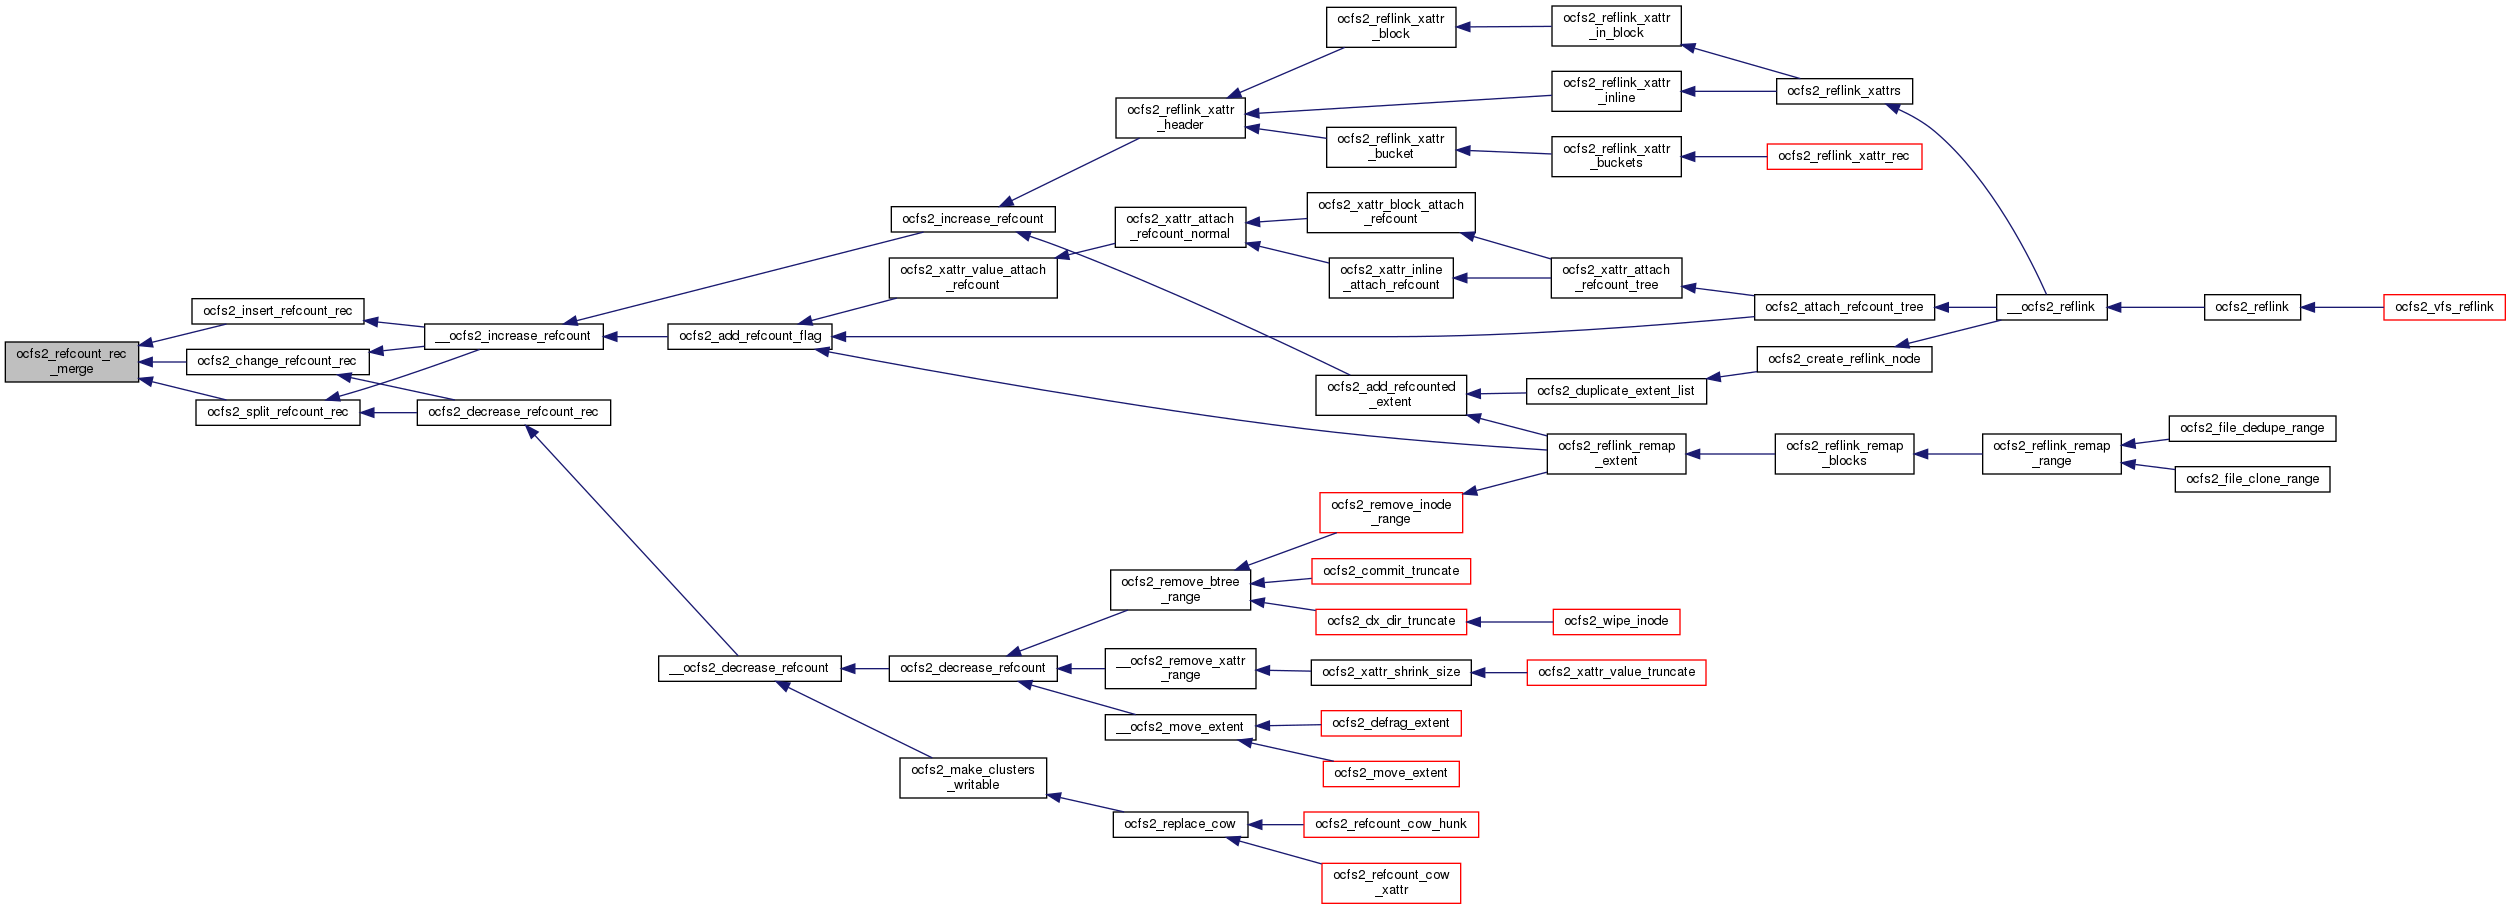 ocfs2_refcount_rec
_merge
ocfs2_insert_refcount_rec
ocfs2_change_refcount_rec
ocfs2_split_refcount_rec
__ocfs2_increase_refcount
ocfs2_decrease_refcount_rec
ocfs2_add_refcount_flag
__ocfs2_decrease_refcount
ocfs2_increase_refcount
ocfs2_xattr_value_attach
_refcount
ocfs2_decrease_refcount
ocfs2_make_clusters
_writable
ocfs2_reflink_xattr
_header
ocfs2_xattr_attach
_refcount_normal
ocfs2_remove_btree
_range
__ocfs2_remove_xattr
_range
__ocfs2_move_extent
ocfs2_replace_cow
ocfs2_reflink_xattr
_block
ocfs2_reflink_xattr
_bucket
ocfs2_xattr_block_attach
_refcount
ocfs2_xattr_inline
_attach_refcount
ocfs2_add_refcounted
_extent
ocfs2_remove_inode
_range
ocfs2_commit_truncate
ocfs2_dx_dir_truncate
ocfs2_xattr_shrink_size
ocfs2_defrag_extent
ocfs2_move_extent
ocfs2_refcount_cow_hunk
ocfs2_refcount_cow
_xattr
ocfs2_reflink_xattr
_in_block
ocfs2_reflink_xattr
_inline
ocfs2_reflink_xattr
_buckets
ocfs2_xattr_attach
_refcount_tree
ocfs2_duplicate_extent_list
ocfs2_reflink_remap
_extent
ocfs2_wipe_inode
ocfs2_xattr_value_truncate
ocfs2_reflink_xattrs
ocfs2_reflink_xattr_rec
ocfs2_attach_refcount_tree
ocfs2_create_reflink_node
ocfs2_reflink_remap
_blocks
__ocfs2_reflink
ocfs2_reflink_remap
_range
ocfs2_reflink
ocfs2_file_dedupe_range
ocfs2_file_clone_range
ocfs2_vfs_reflink